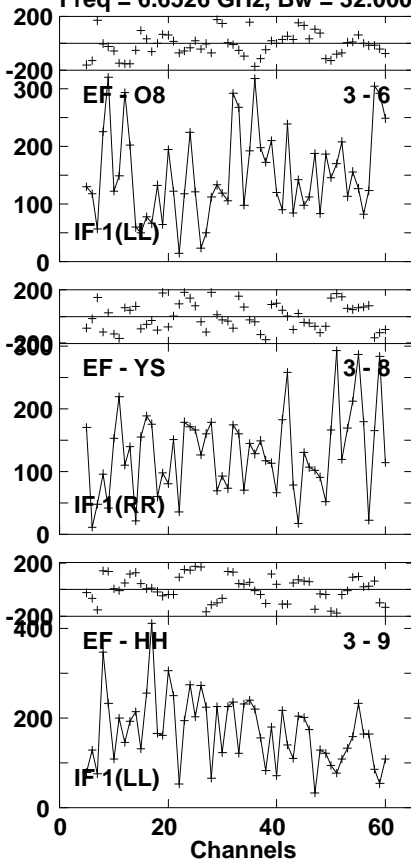 Freq = 6.6526 GHz, Bw = 32.000
200
-200
300
EF - O8 3 - 6
200
100
IF 1(LL)
0
200
-200
300
EF - YS 3 - 8
200
100
IF 1(RR)
0
200
-200
400
EF - HH 3 - 9
200
IF 1(LL)
0
0 20 40 60
Channels